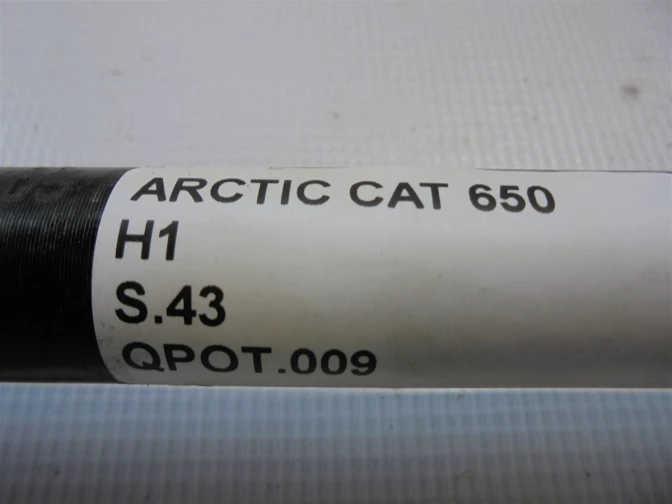 ARCTIC CAT 650
H1
S.43
QPOT.009